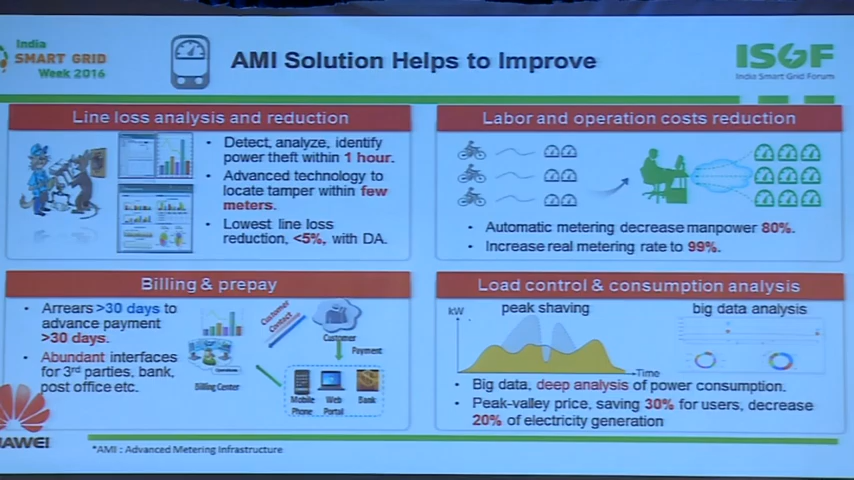 India
SMART GRID
Week 2016
AMI Solution Helps to Improve
ISGF
India Smart Grid Forum
Line loss analysis and reduction
• Detect, analyze, identify
power theft within 1 hour.
• Advanced technology to
locate tamper within few
meters.
• Lowest line loss
reduction, <5%, with DA.
Labor and operation costs reduction
• Automatic metering decrease manpower 80%.
• Increase real metering rate to 99%.
Billing & prepay
• Arrears >30 days to
advance payment
>30 days.
• Abundant interfaces
for 3rd parties, bank,
post office etc.
Customer
Contact
Customer
Payment
Operations
Billing Center
Mobile
Phone
Web
Portal
Bank
Load control & consumption analysis
kW
peak shaving
Time
big data analysis
• Big data, deep analysis of power consumption.
• Peak-valley price, saving 30% for users, decrease
20% of electricity generation
AWEI
*AMI : Advanced Metering Infrastructure